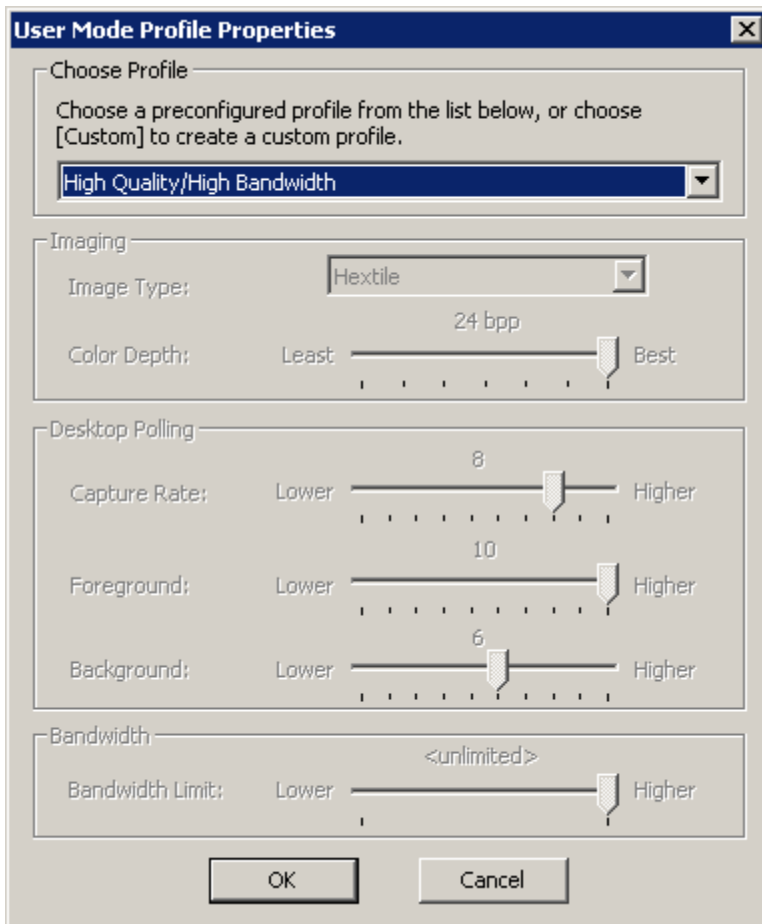 User Mode Profile Properties
Choose Profile
Choose a preconfigured profile from the list below, or choose
[Custom] to create a custom profile.
High Quality/High Bandwidth
Imaging
Image Type: Hextile
24 bpp
Color Depth: Least Best
Desktop Polling
8
Capture Rate: Lower Higher
10
Foreground: Lower Higher
6
Background: Lower Higher
Bandwidth
<unlimited>
Bandwidth Limit: Lower Higher
OK Cancel